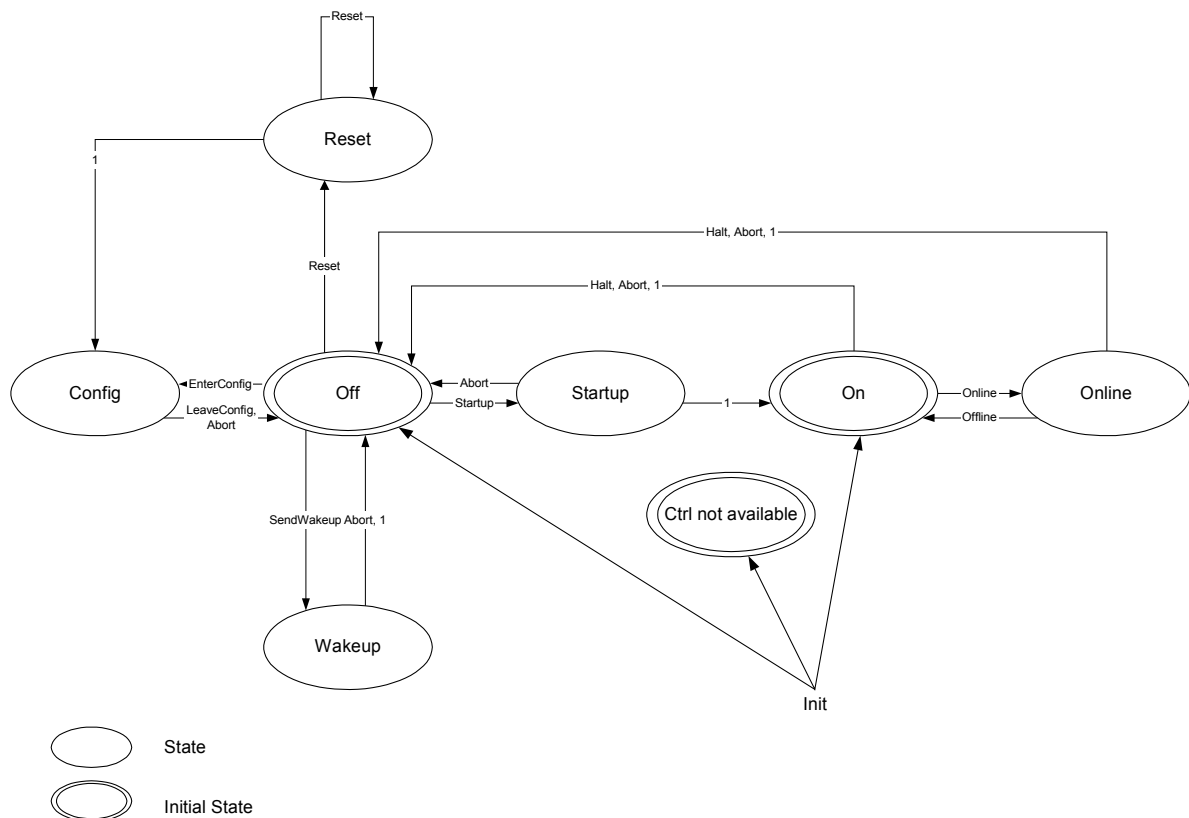 Reset
Reset
1
Reset
Halt, Abort, 1
Halt, Abort, 1
Config
EnterConfig
LeaveConfig,
Abort
Off
Abort
Startup
Startup
1
On
Online
Offline
Online
SendWakeup
Abort, 1
Ctrl not available
Wakeup
Init
State
Initial State